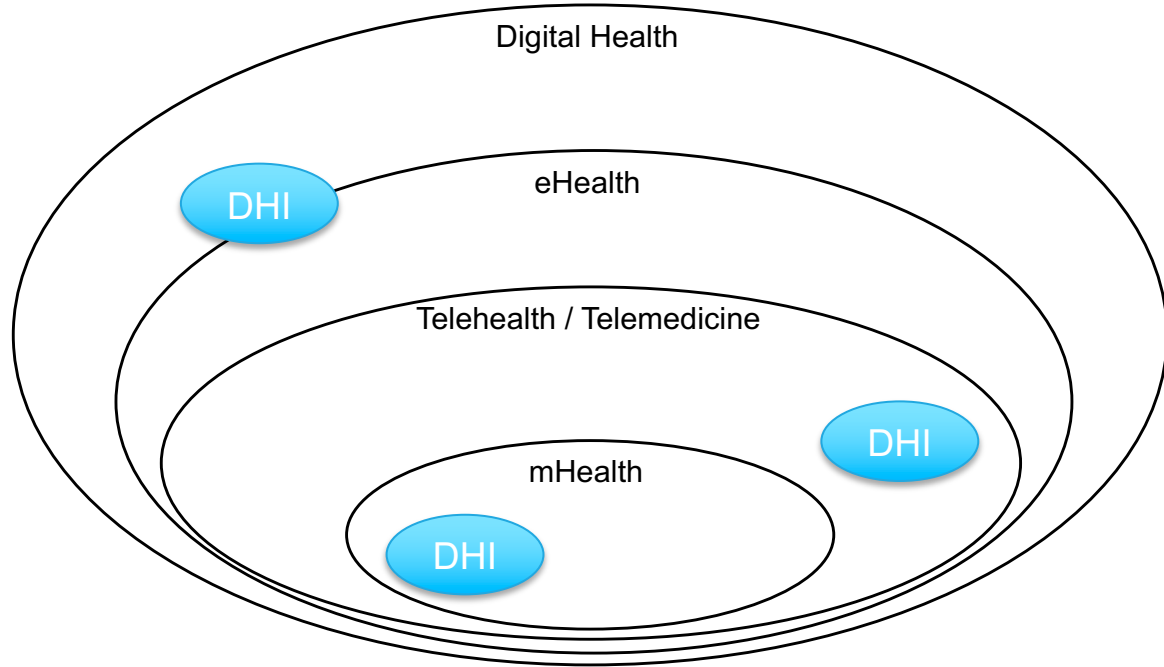 Digital Health
eHealth
DHI
Telehealth / Telemedicine
DHI
mHealth
DHI